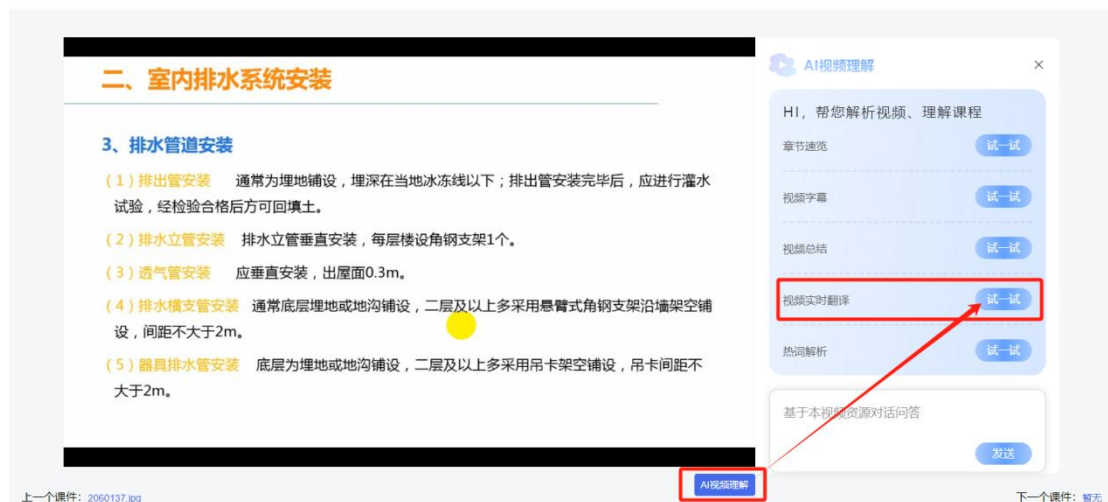 二、室内排水系统安装
3、排水管道安装
（1）排出管安装 通常为埋地铺设，埋深在当地冰冻线以下；排出管安装完毕后，应进行灌水
试验，经检验合格后方可回填土。
（2）排水立管安装 排水立管垂直安装，每层楼设角钢支架1个。
（3）透气管安装 应垂直安装，出屋面0.3m。
（4）排水横支管安装 通常底层埋地或地沟铺设，二层及以上多采用悬臂式角钢支架沿墙架空铺
设，间距不大于2m。
（5）器具排水管安装 底层为埋地或地沟铺设，二层及以上多采用吊卡架空铺设，吊卡间距不
大于2m。
AI视频理解 ×
HI，帮您解析视频、理解课程
章节速览 试一试
视频字幕 试一试
视频总结 试一试
视频实时翻译 试一试
热词解析 试一试
基于本视频资源对话问答
发送
AI视频理解
上一个课件：2060137.jpg
下一个课件：暂无